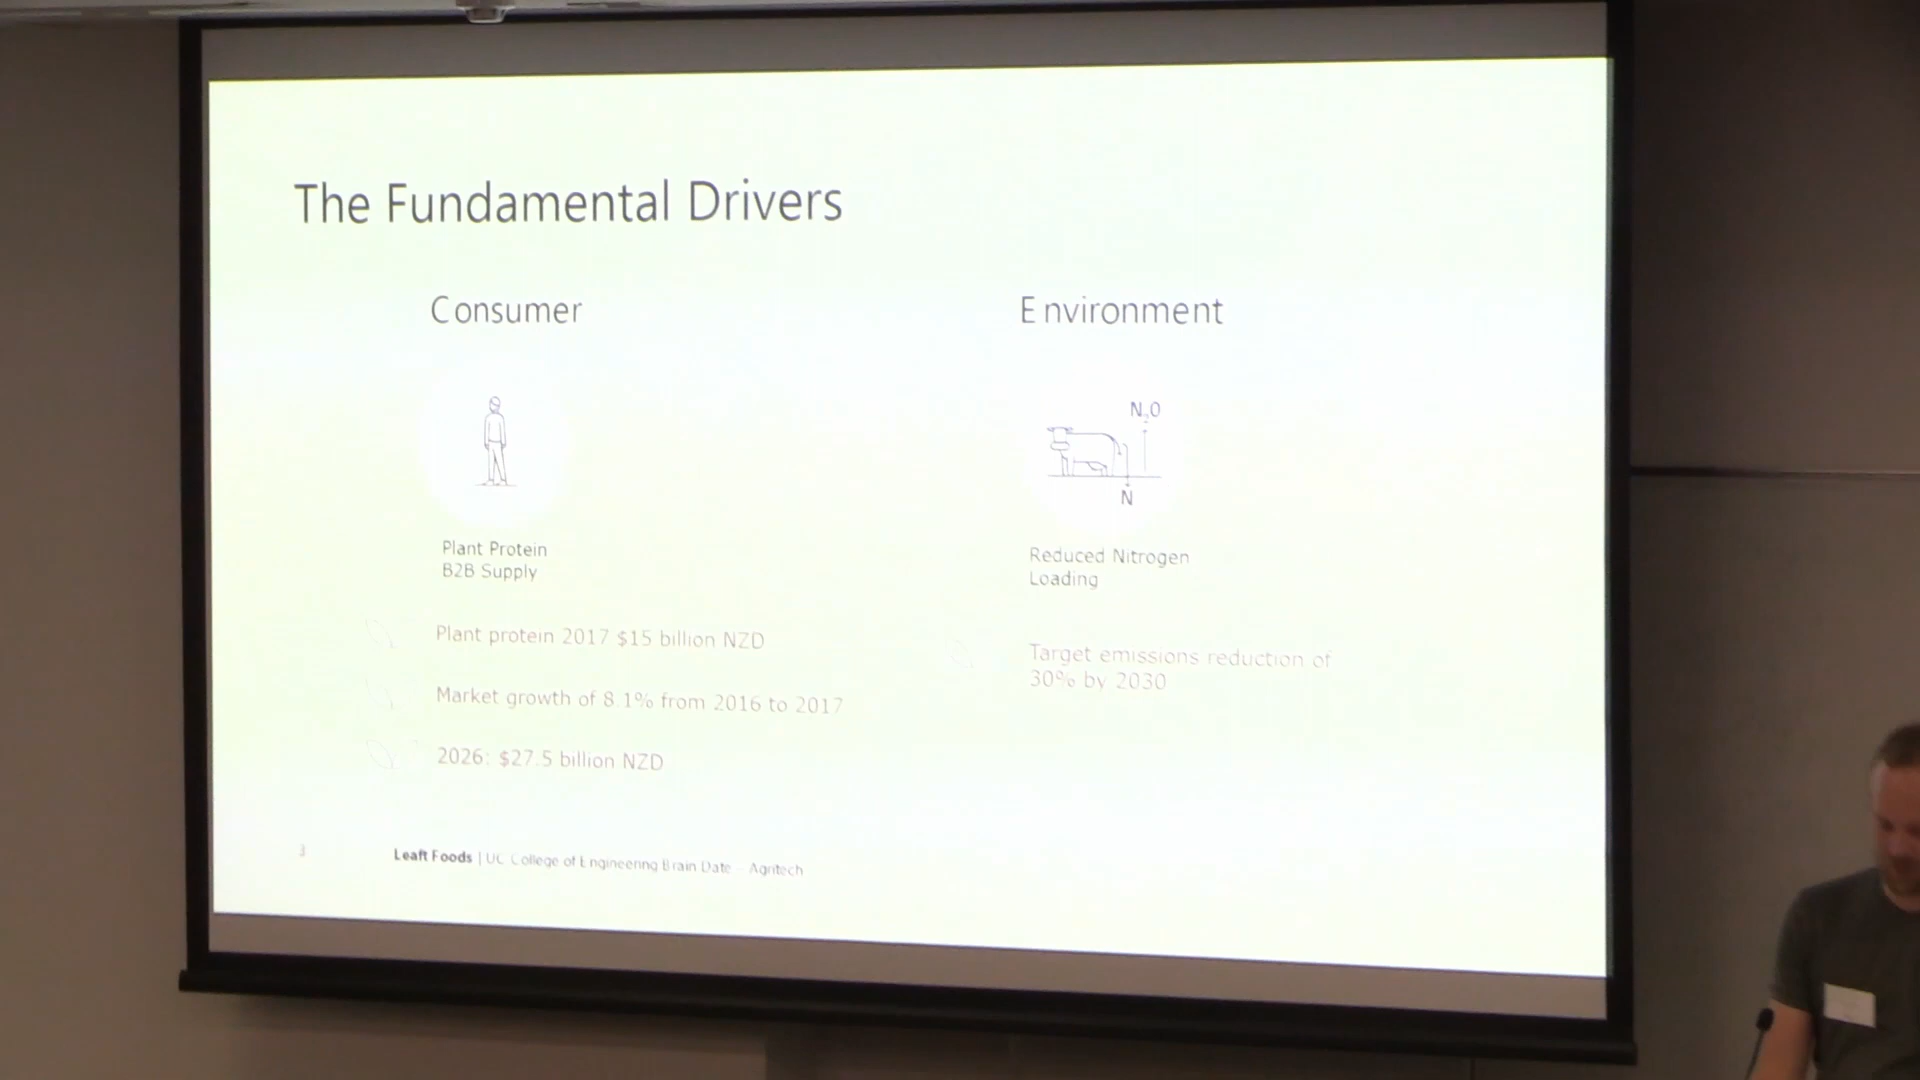 The Fundamental Drivers
Consumer
Plant Protein
B2B Supply
Plant protein 2017 $15 billion NZD
Market growth of 8.1% from 2016 to 2017
2026: $27.5 billion NZD
Environment
N2O
N
Reduced Nitrogen
Loading
Target emissions reduction of
30% by 2030
3
Leaft Foods | UC College of Engineering Brain Date – Agritech